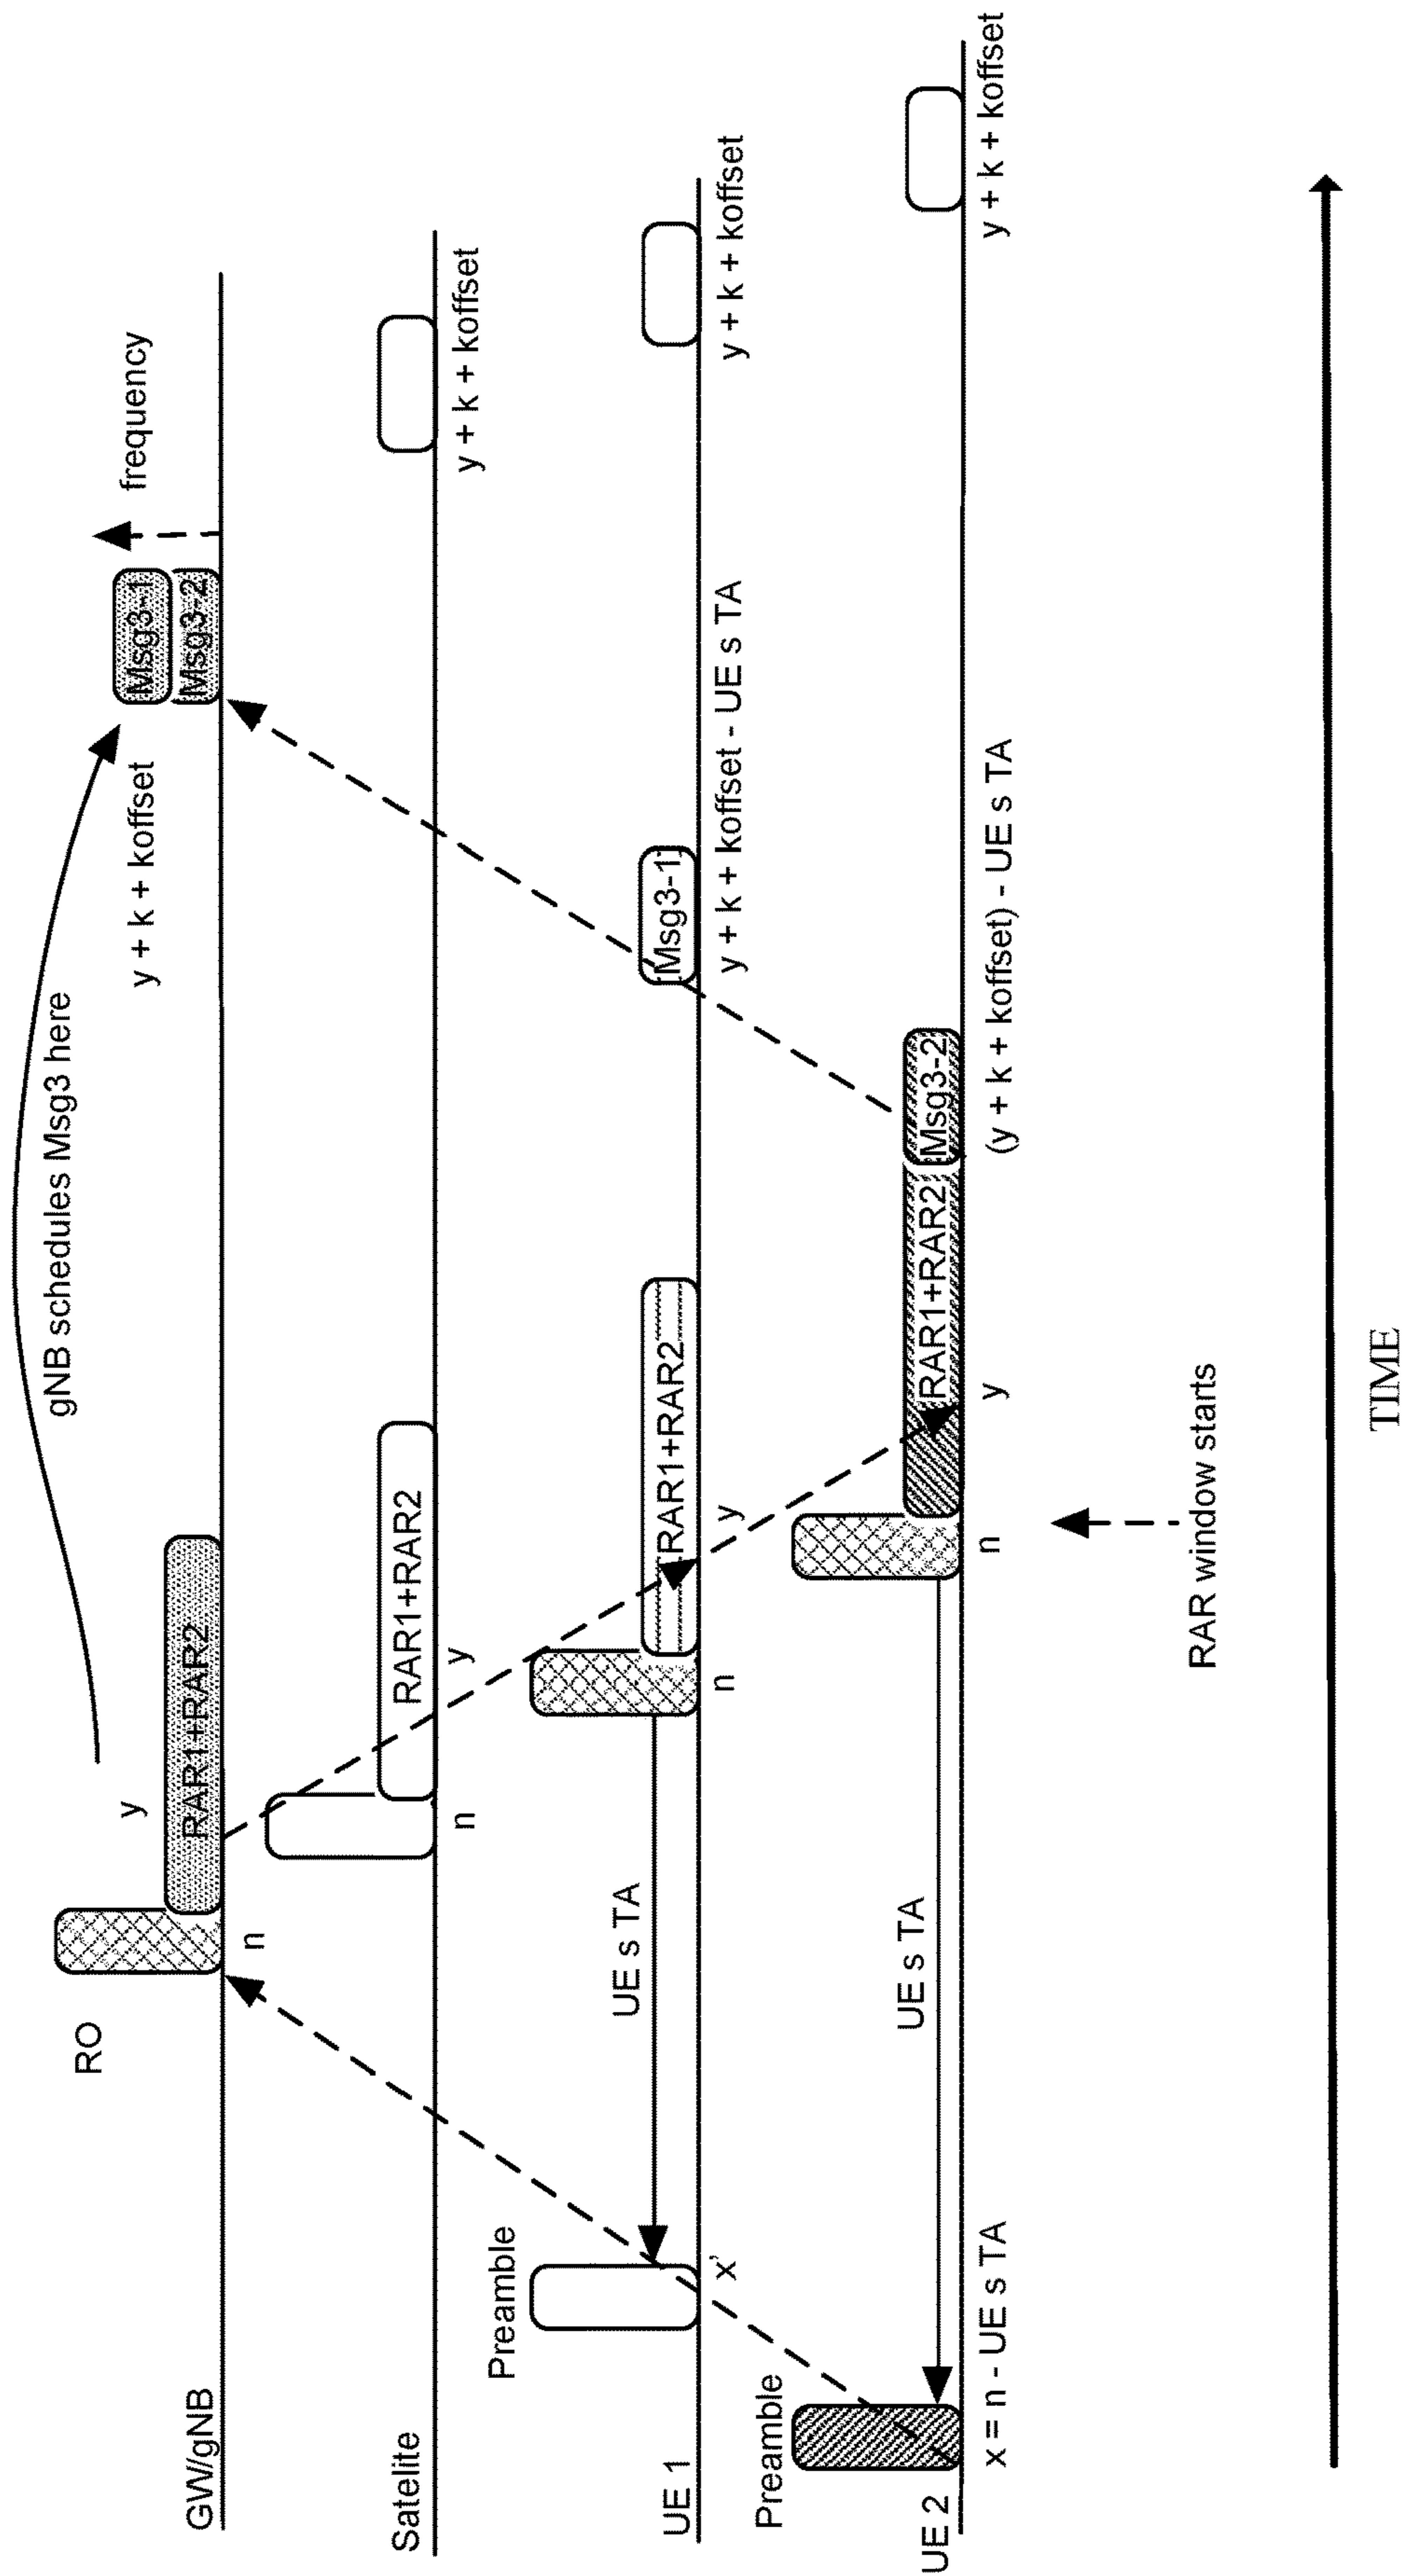 gNB schedules Msg3 here
RO
y
y + k + koffset
frequency
RAR1+RAR2
Msg3-1
Msg3-2
GW/gNB
n
RAR1+RAR2
Satelite
n
y
y + k + koffset
Preamble
UE s TA
RAR1+RAR2
Msg3-1
UE 1
x'
n
y
y + k + koffset - UE s TA
y + k + koffset
Preamble
UE s TA
RAR1+RAR2
Msg3-2
UE 2
x = n - UE s TA
n
y
(y + k + koffset) - UE s TA
y + k + koffset
RAR window starts
TIME